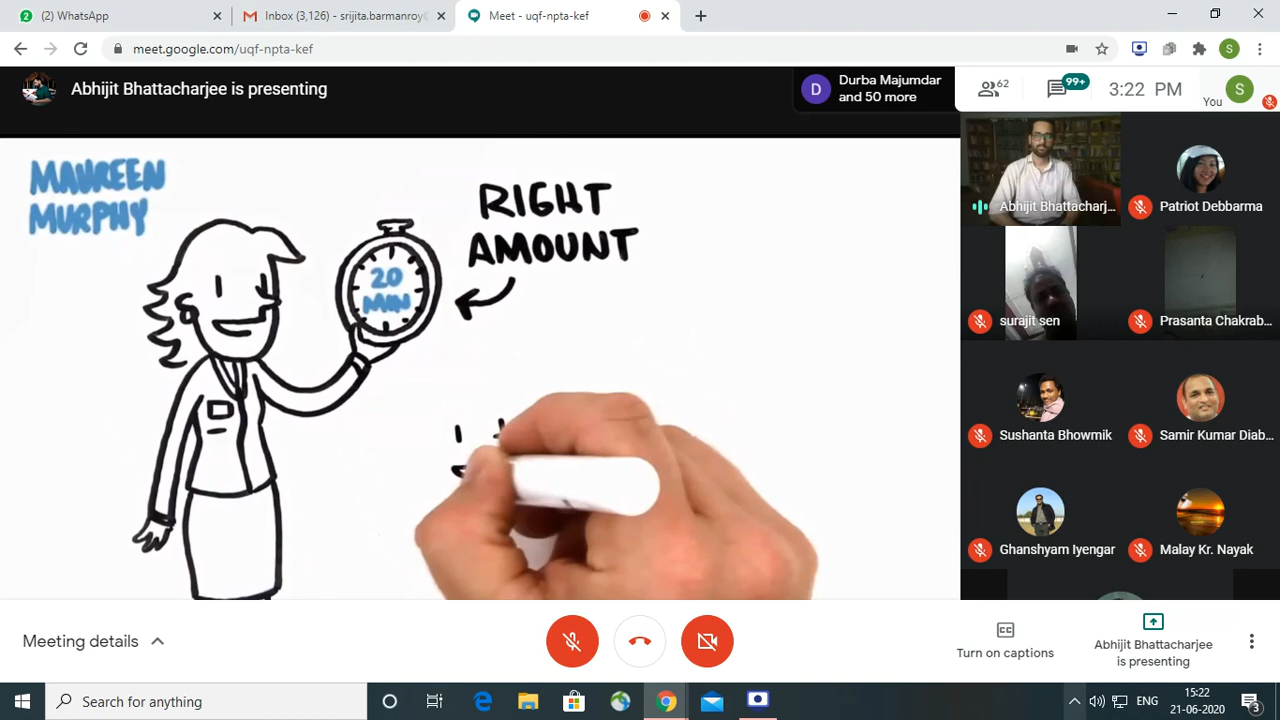 (2) WhatsApp
Inbox (3,126) - srijita.barmanroy
Meet - uqf-npta-kef
meet.google.com/uqf-npta-kef
S
Abhijit Bhattacharjee is presenting
D
Durba Majumdar
and 50 more
62
99+
3:22 PM
You
S
MAUREEN
MURPHY
20
MIN
RIGHT
AMOUNT
Abhijit Bhattacharj...
Patriot Debbarma
surajit sen
Prasanta Chakrab...
Sushanta Bhowmik
Samir Kumar Diab...
Ghanshyam Iyengar
Malay Kr. Nayak
Meeting details
CC
Turn on captions
Abhijit Bhattacharjee
is presenting
Search for anything
ENG
15:22
21-06-2020
3